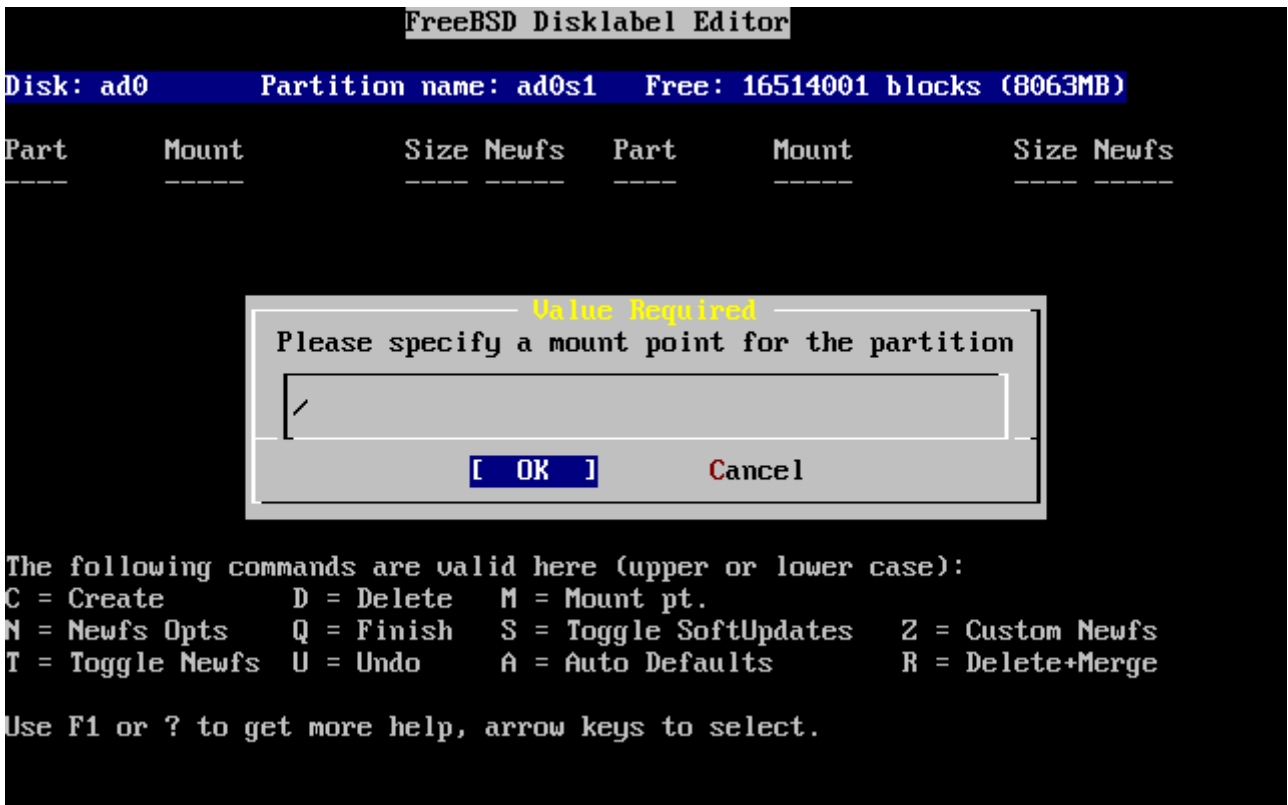 FreeBSD Disklabel Editor
Disk: ad0 Partition name: ad0s1 Free: 16514001 blocks (8063MB)
Part Mount Size Newfs Part Mount Size Newfs
---- ----- ---- ----- ---- ----- ---- -----
Value Required
Please specify a mount point for the partition
/
[ OK ] Cancel
The following commands are valid here (upper or lower case):
C = Create D = Delete M = Mount pt.
N = Newfs Opts Q = Finish S = Toggle SoftUpdates Z = Custom Newfs
T = Toggle Newfs U = Undo A = Auto Defaults R = Delete+Merge
Use F1 or ? to get more help, arrow keys to select.